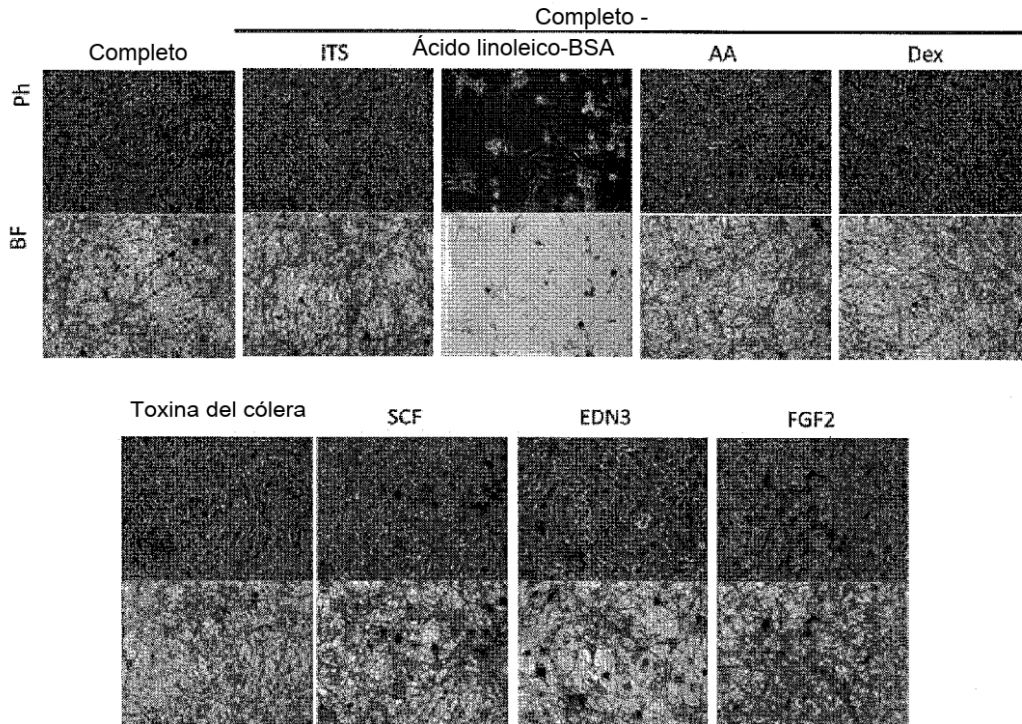 Completo -
Completo ITS Ácido linoleico-BSA AA Dex
Ph
BF
Toxina del cólera SCF EDN3 FGF2